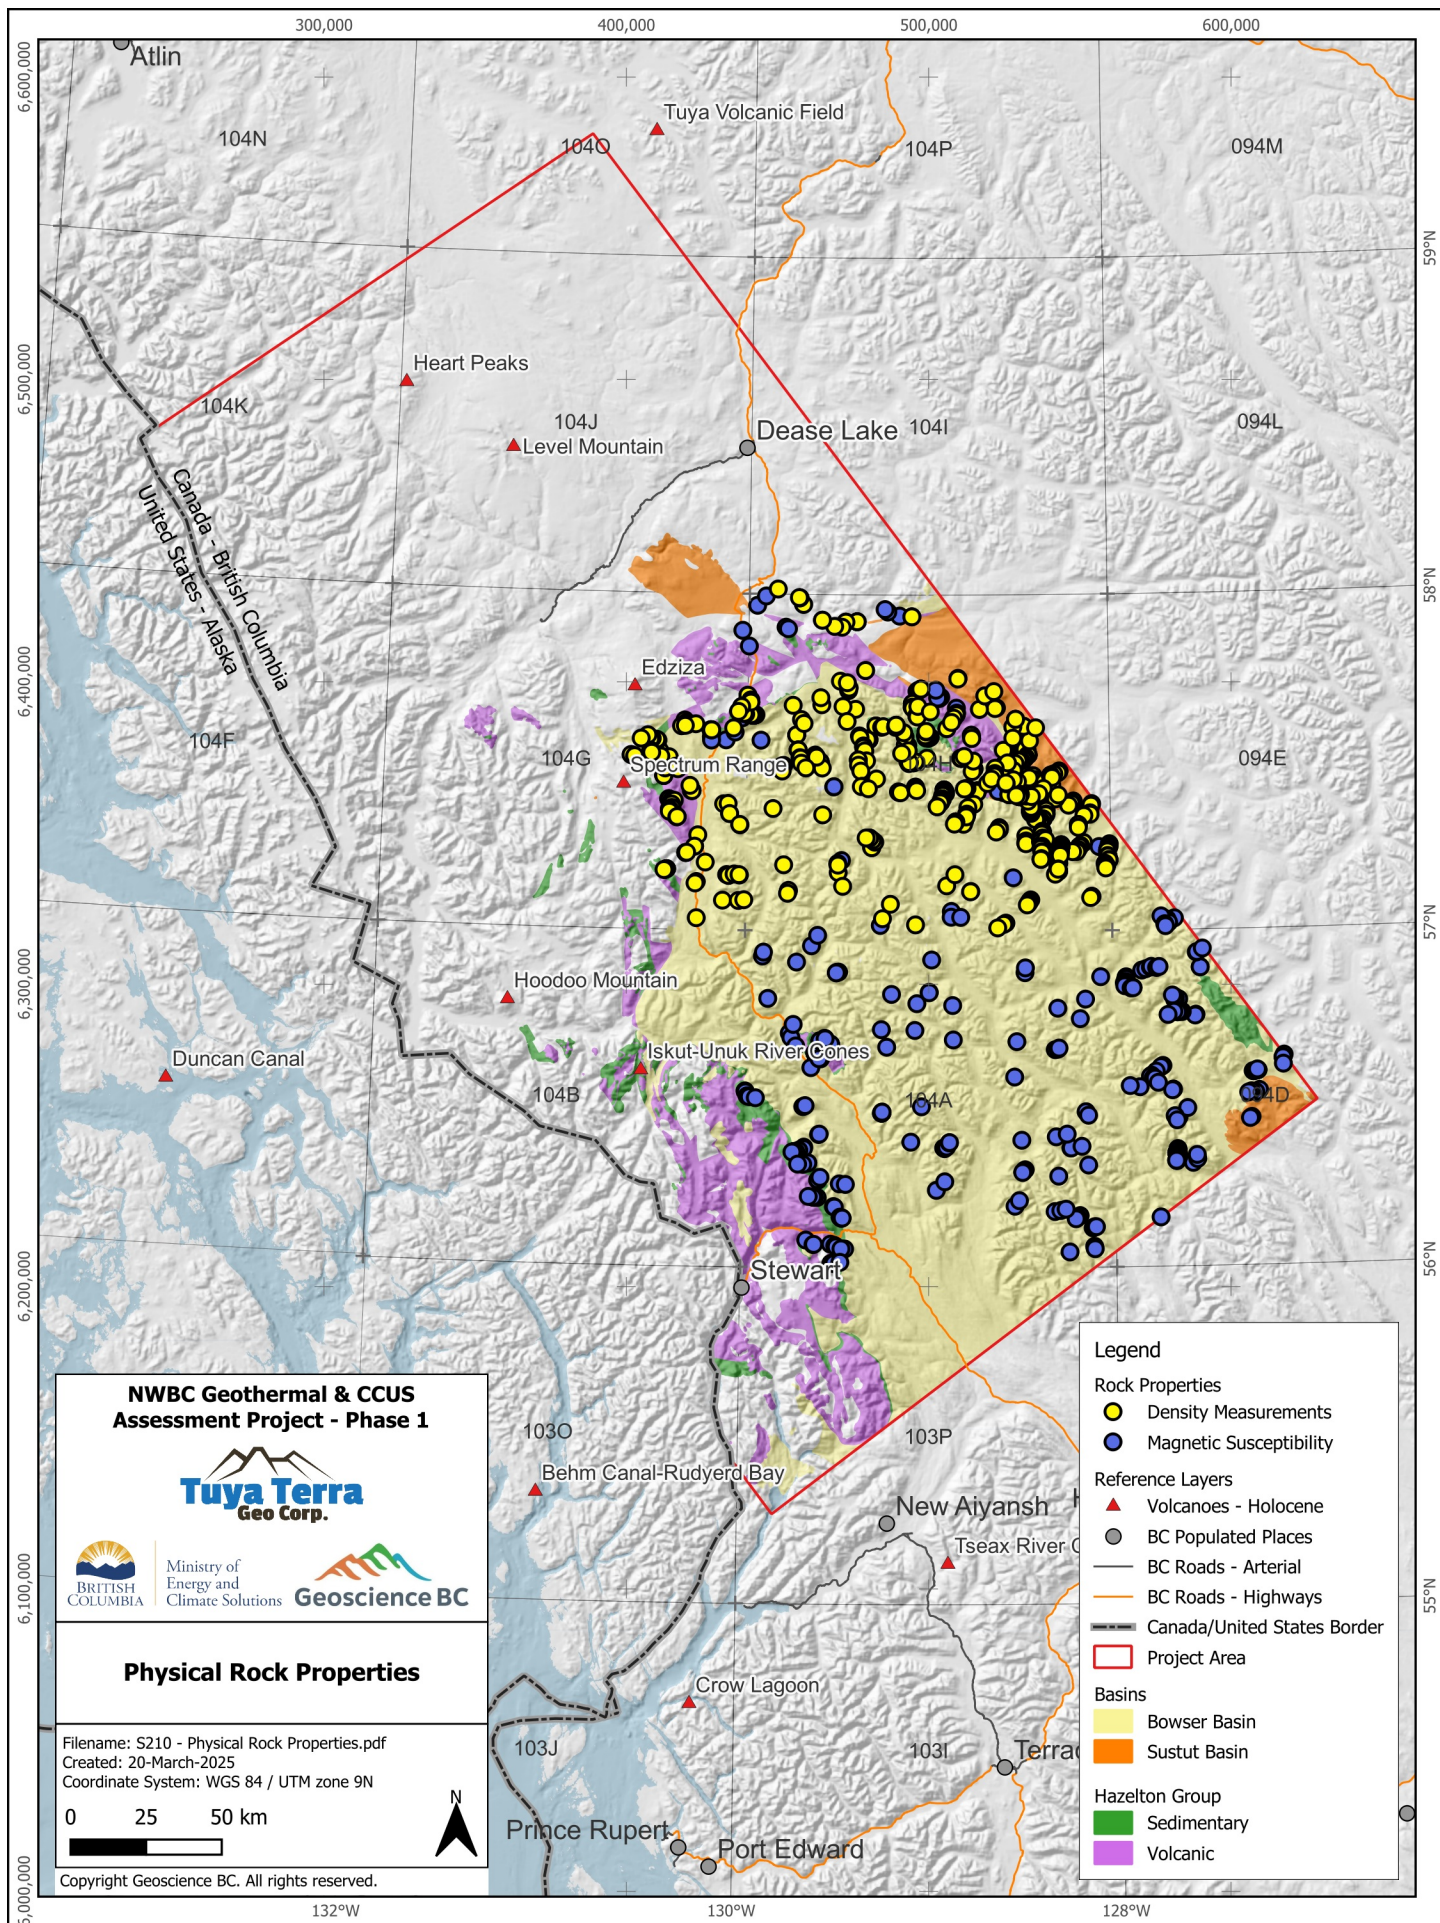 300,000
400,000
500,000
600,000
6,600,000
6,500,000
6,400,000
6,300,000
6,200,000
6,100,000
59°N
58°N
57°N
56°N
55°N
132°W
130°W
128°W
Atlin
Tuya Volcanic Field
104N
104O
104P
094M
Heart Peaks
104K
104J
Level Mountain
Dease Lake
104I
094L
Canada - British Columbia
United States - Alaska
Edziza
104F
104G
Spectrum Range
094E
Hoodoo Mountain
Iskut-Unuk River Cones
Duncan Canal
104B
104A
Stewart
103O
103P
Behm Canal-Rudyerd Bay
New Aiyansh
H
Tseax River C
Crow Lagoon
103J
103I
Terrac
Prince Rupert
Port Edward
NWBC Geothermal & CCUS
Assessment Project - Phase 1
Tuya Terra
Geo Corp.
BRITISH
COLUMBIA
Ministry of
Energy and
Climate Solutions
Geoscience BC
Physical Rock Properties
Filename: S210 - Physical Rock Properties.pdf
Created: 20-March-2025
Coordinate System: WGS 84 / UTM zone 9N
0 25 50 km
N
Copyright Geoscience BC. All rights reserved.
Legend
Rock Properties
Density Measurements
Magnetic Susceptibility
Reference Layers
Volcanoes - Holocene
BC Populated Places
BC Roads - Arterial
BC Roads - Highways
Canada/United States Border
Project Area
Basins
Bowser Basin
Sustut Basin
Hazelton Group
Sedimentary
Volcanic